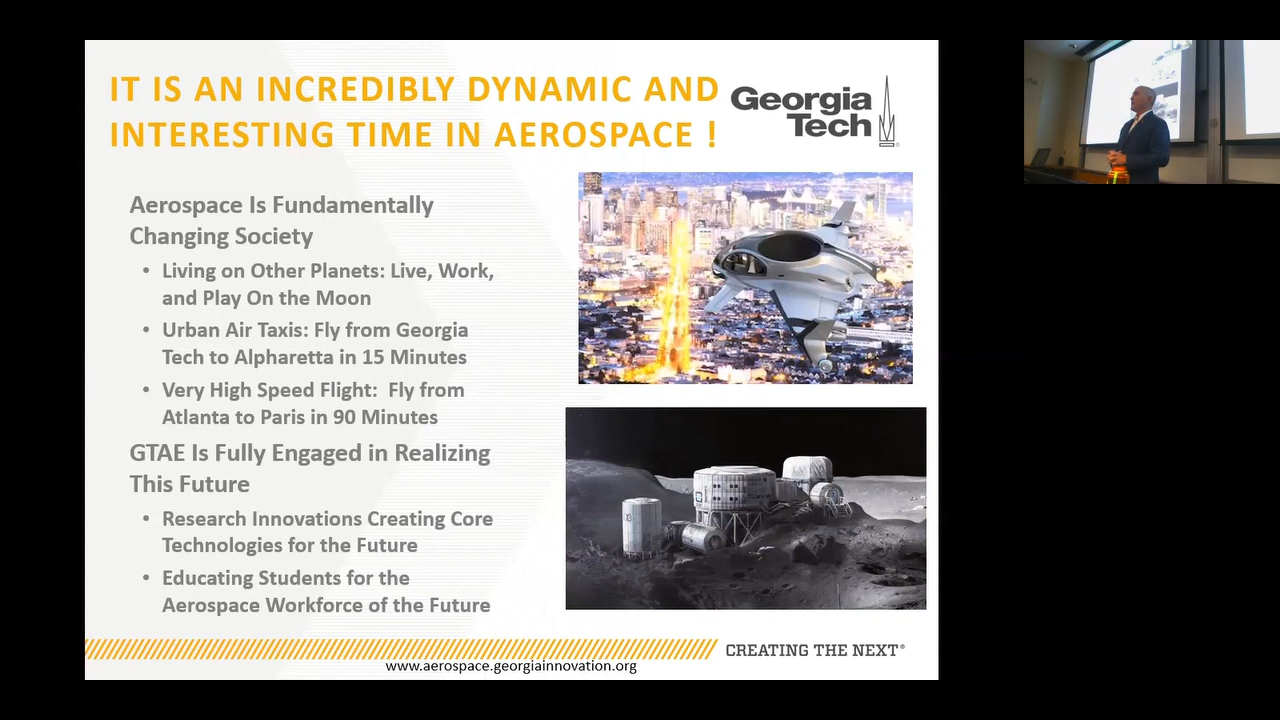 IT IS AN INCREDIBLY DYNAMIC AND
INTERESTING TIME IN AEROSPACE !
Georgia
Tech
Aerospace Is Fundamentally
Changing Society
• Living on Other Planets: Live, Work,
and Play On the Moon
• Urban Air Taxis: Fly from Georgia
Tech to Alpharetta in 15 Minutes
• Very High Speed Flight:  Fly from
Atlanta to Paris in 90 Minutes
GTAE Is Fully Engaged in Realizing
This Future
• Research Innovations Creating Core
Technologies for the Future
• Educating Students for the
Aerospace Workforce of the Future
CREATING THE NEXT®
www.aerospace.georgiainnovation.org